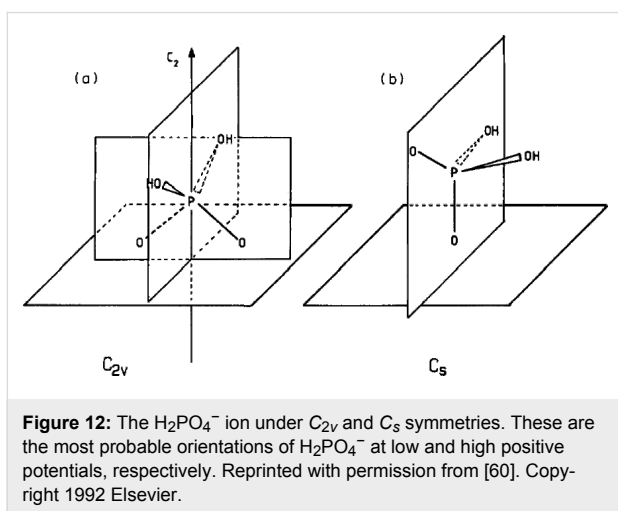 C₂
(a)
(b)
OH
OH
HO
O
OH
P
P
O
O
O
C₂ᵥ
Cₛ
Figure 12: The H₂PO₄⁻ ion under C₂ᵥ and Cₛ symmetries. These are
the most probable orientations of H₂PO₄⁻ at low and high positive
potentials, respectively. Reprinted with permission from [60]. Copy-
right 1992 Elsevier.